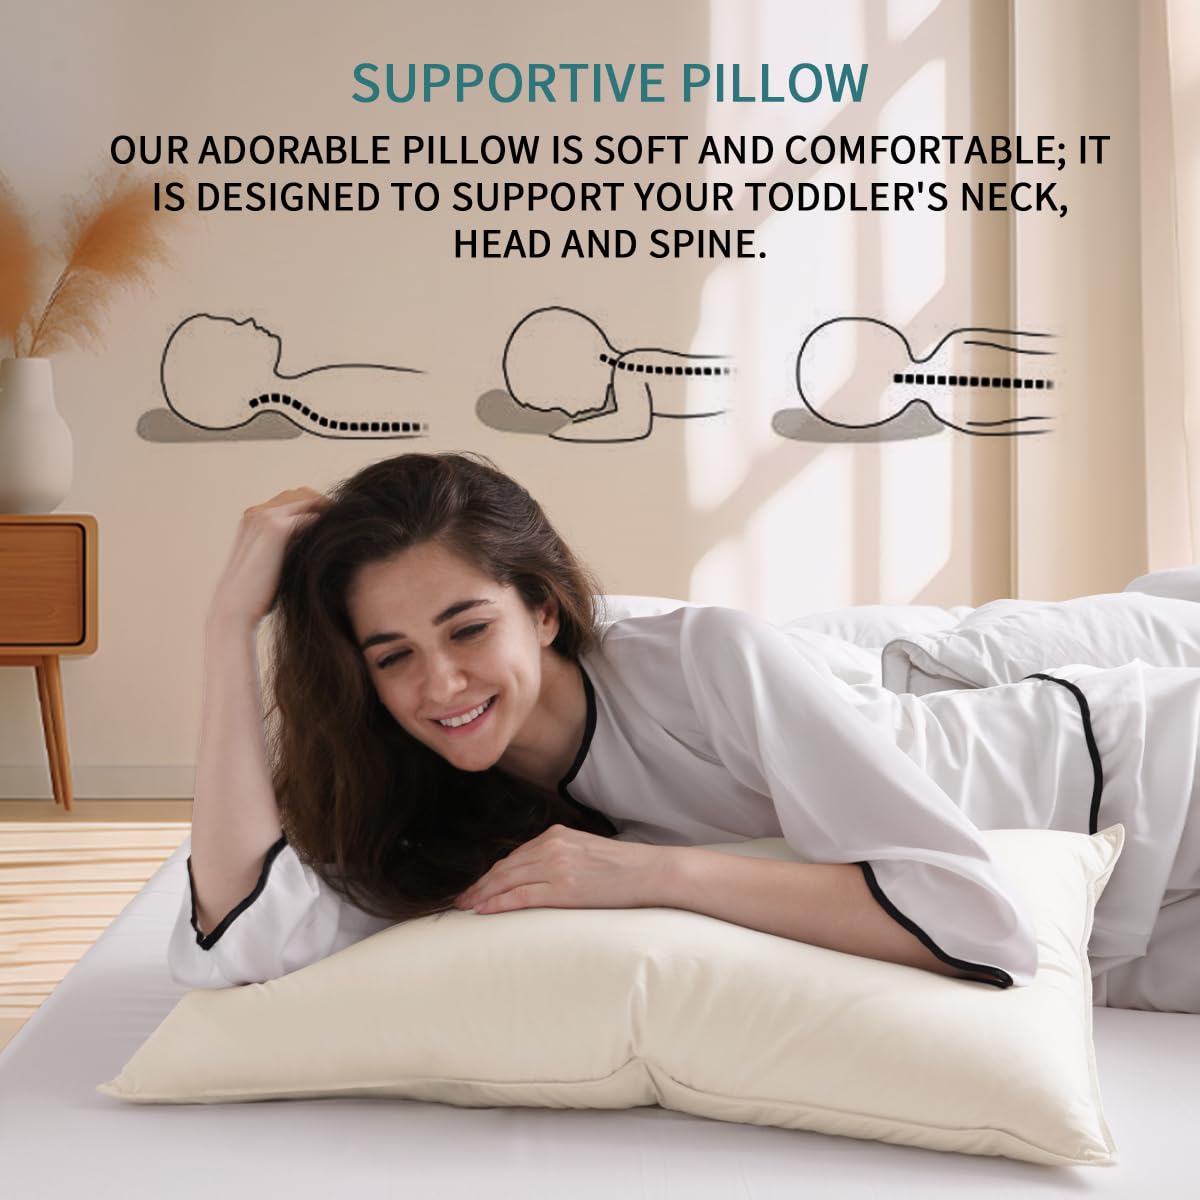 SUPPORTIVE PILLOW
OUR ADORABLE PILLOW IS SOFT AND COMFORTABLE; IT
IS DESIGNED TO SUPPORT YOUR TODDLER'S NECK,
HEAD AND SPINE.